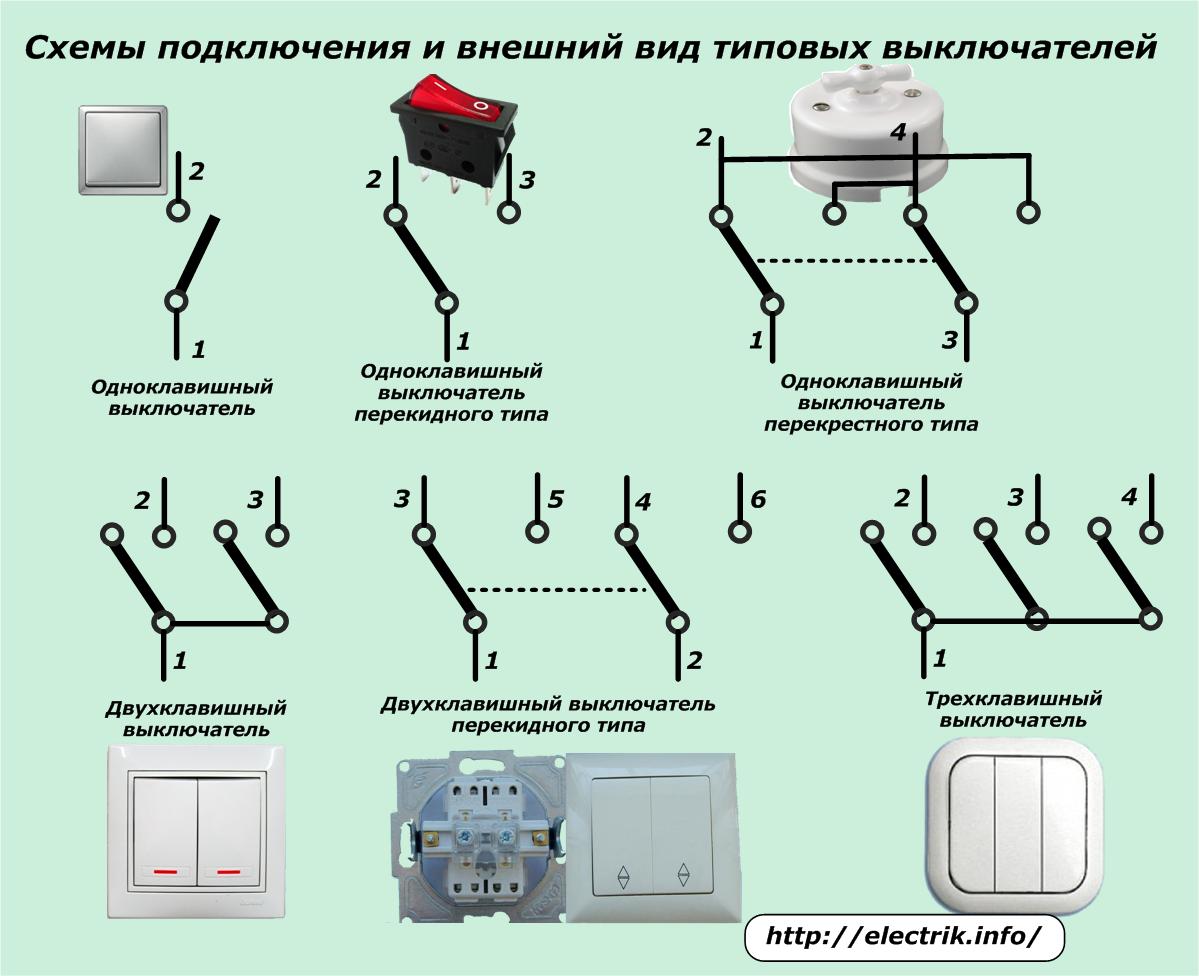 Схемы подключения и внешний вид типовых выключателей
2
1
Одноклавишный
выключатель
2
3
1
Одноклавишный
выключатель
перекидного типа
2
4
1
3
Одноклавишный
выключатель
перекрестного типа
2
3
1
Двухклавишный
выключатель
3
5
4
6
1
2
Двухклавишный выключатель
перекидного типа
2
3
4
1
Трехклавишный
выключатель
http://electrik.info/